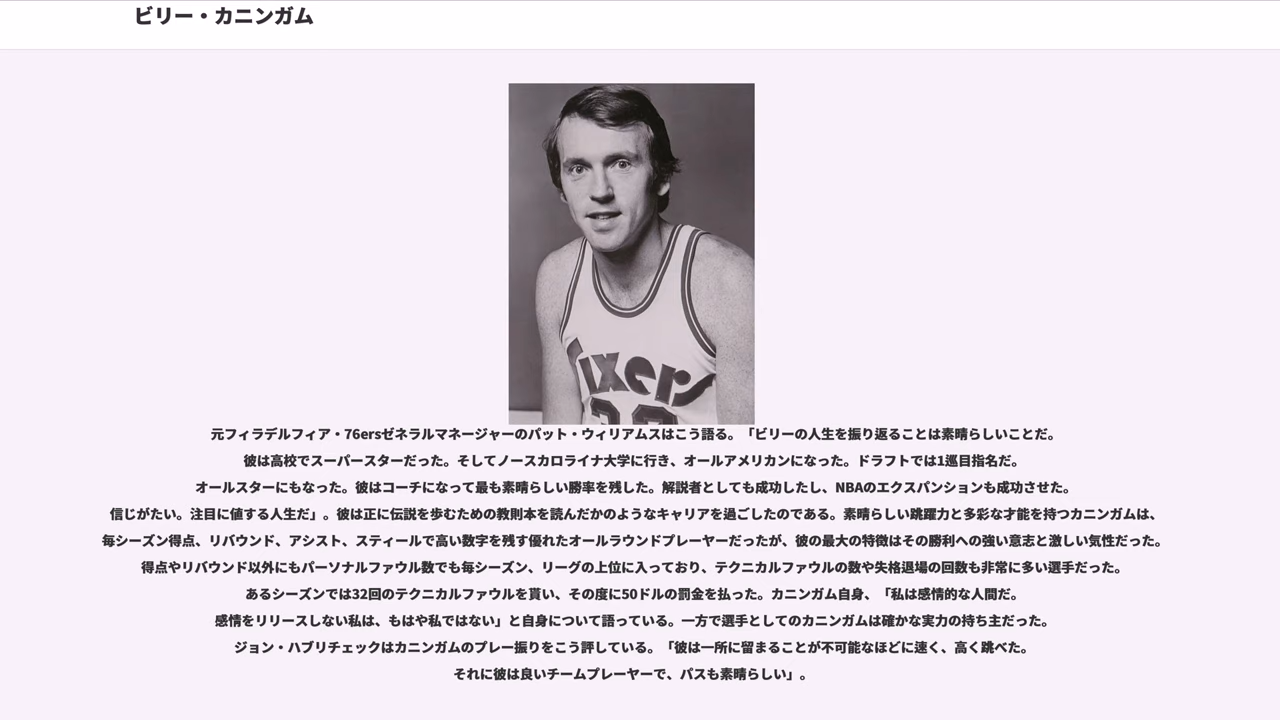 ビリー・カニンガム
sixers
元フィラデルフィア・76ersゼネラルマネージャーのパット・ウィリアムスはこう語る。「ビリーの人生を振り返ることは素晴らしいことだ。
彼は高校でスーパースターだった。そしてノースカロライナ大学に行き、オールアメリカンになった。ドラフトでは1巡目指名だ。
オールスターにもなった。彼はコーチになって最も素晴らしい勝率を残した。解説者としても成功したし、NBAのエクスパンションも成功させた。
信じがたい。注目に値する人生だ」。彼は正に伝説を歩むための教則本を読んだかのようなキャリアを過ごしたのである。素晴らしい跳躍力と多彩な才能を持つカニンガムは、
毎シーズン得点、リバウンド、アシスト、スティールで高い数字を残す優れたオールラウンドプレーヤーだったが、彼の最大の特徴はその勝利への強い意志と激しい気性だった。
得点やリバウンド以外にもパーソナルファウル数でも毎シーズン、リーグの上位に入っており、テクニカルファウルの数や失格退場の回数も非常に多い選手だった。
あるシーズンでは32回のテクニカルファウルを貰い、その度に50ドルの罰金を払った。カニンガム自身、「私は感情的な人間だ。
感情をリリースしない私は、もはや私ではない」と自身について語っている。一方で選手としてのカニンガムは確かな実力の持ち主だった。
ジョン・ハブリチェックはカニンガムのプレー振りをこう評している。「彼は一所に留まることが不可能なほどに速く、高く跳べた。
それに彼は良いチームプレーヤーで、パスも素晴らしい」。